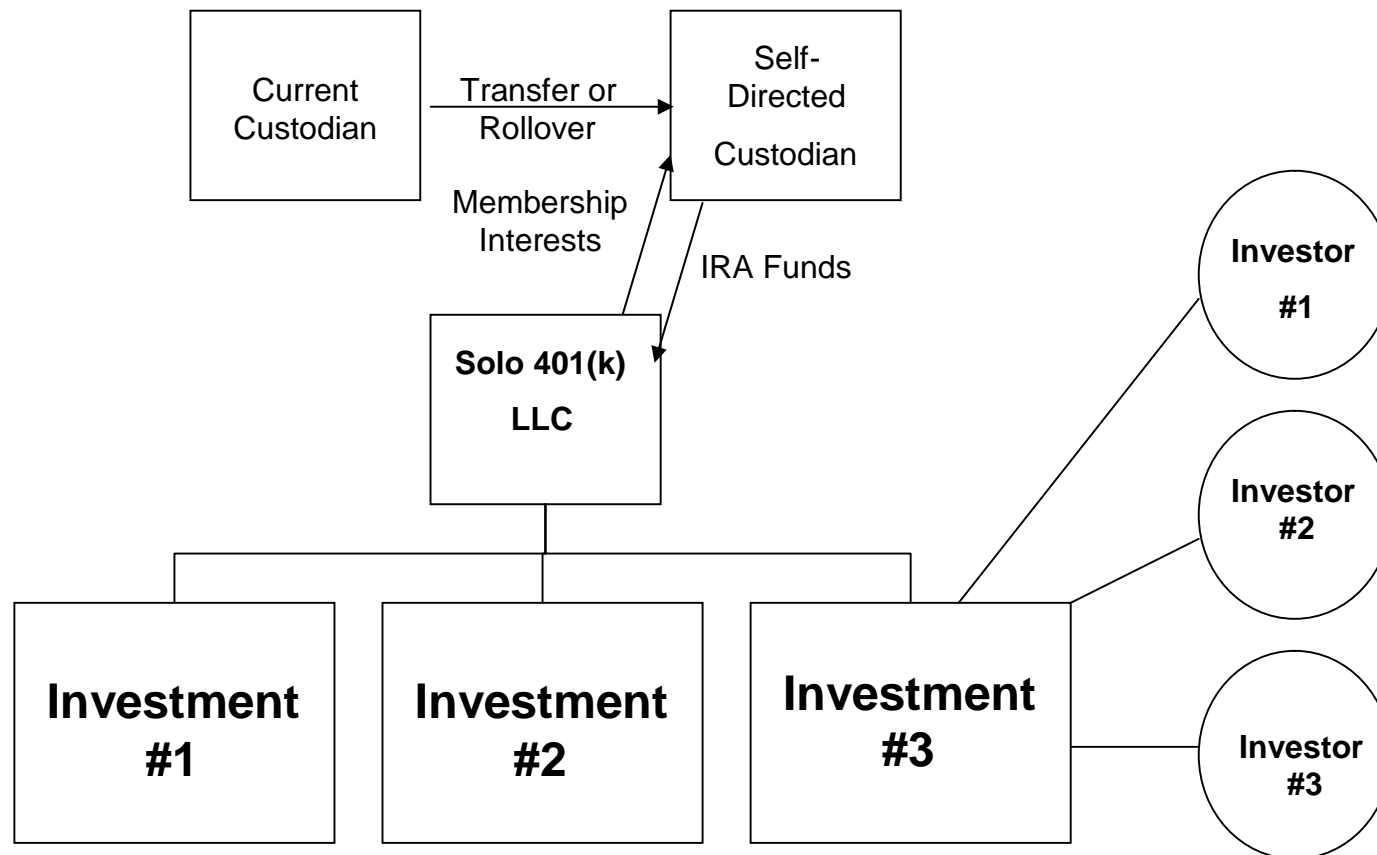 Current
Custodian
Transfer or
Rollover
Self-
Directed
Custodian
Membership
Interests
IRA Funds
Solo 401(k)
LLC
Investor
#1
Investor
#2
Investor
#3
Investment
#1
Investment
#2
Investment
#3